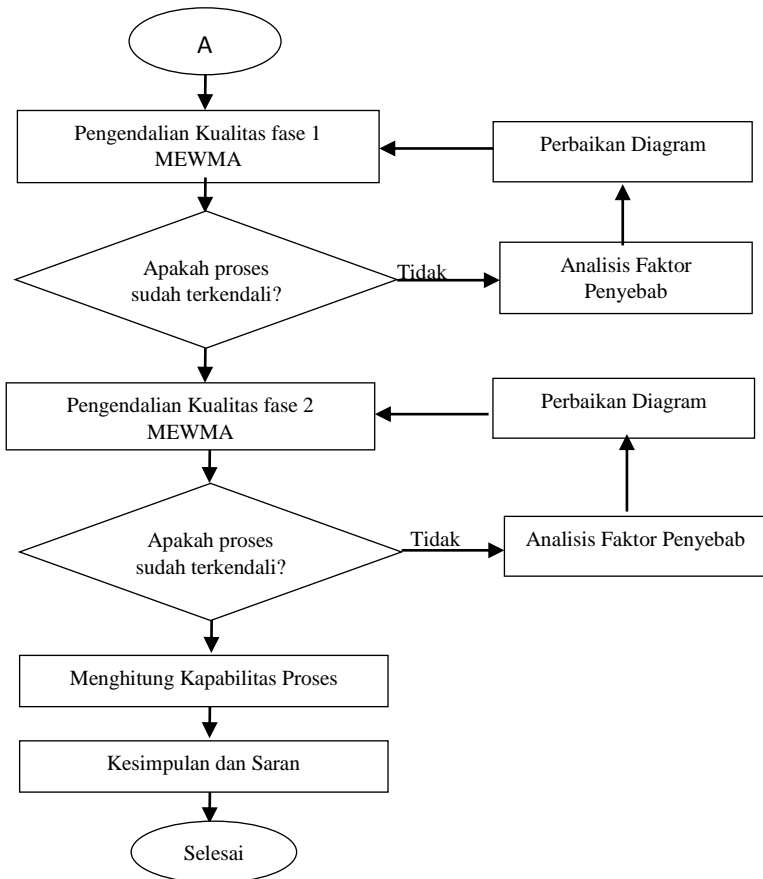 A
Pengendalian Kualitas fase 1
MEWMA
Perbaikan Diagram
Apakah proses
sudah terkendali?
Tidak
Analisis Faktor
Penyebab
Pengendalian Kualitas fase 2
MEWMA
Perbaikan Diagram
Apakah proses
sudah terkendali?
Tidak
Analisis Faktor Penyebab
Menghitung Kapabilitas Proses
Kesimpulan dan Saran
Selesai